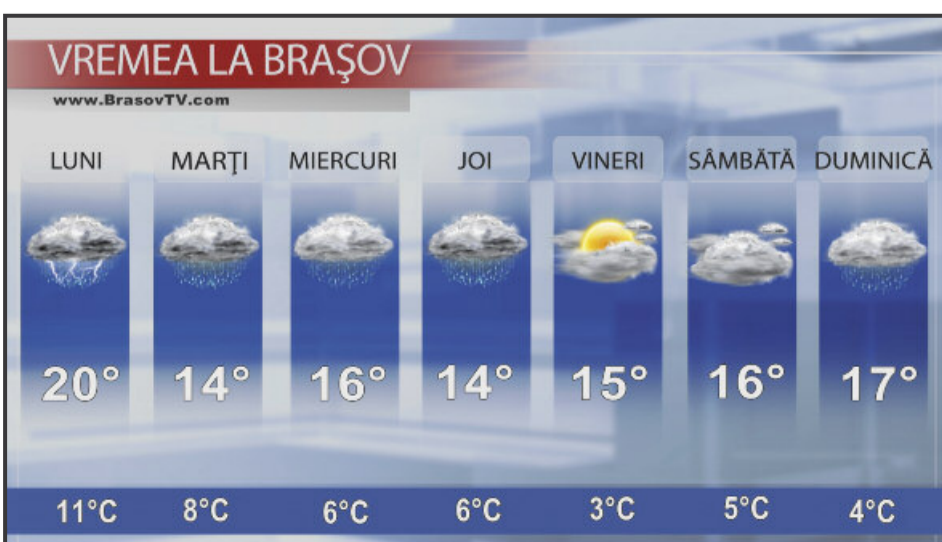 VREMEA LA BRAŞOV
www.BrasovTV.com
LUNI MARŢI MIERCURI JOI VINERI SÂMBĂTĂ DUMINICĂ
20° 14° 16° 14° 15° 16° 17°
11°C 8°C 6°C 6°C 3°C 5°C 4°C